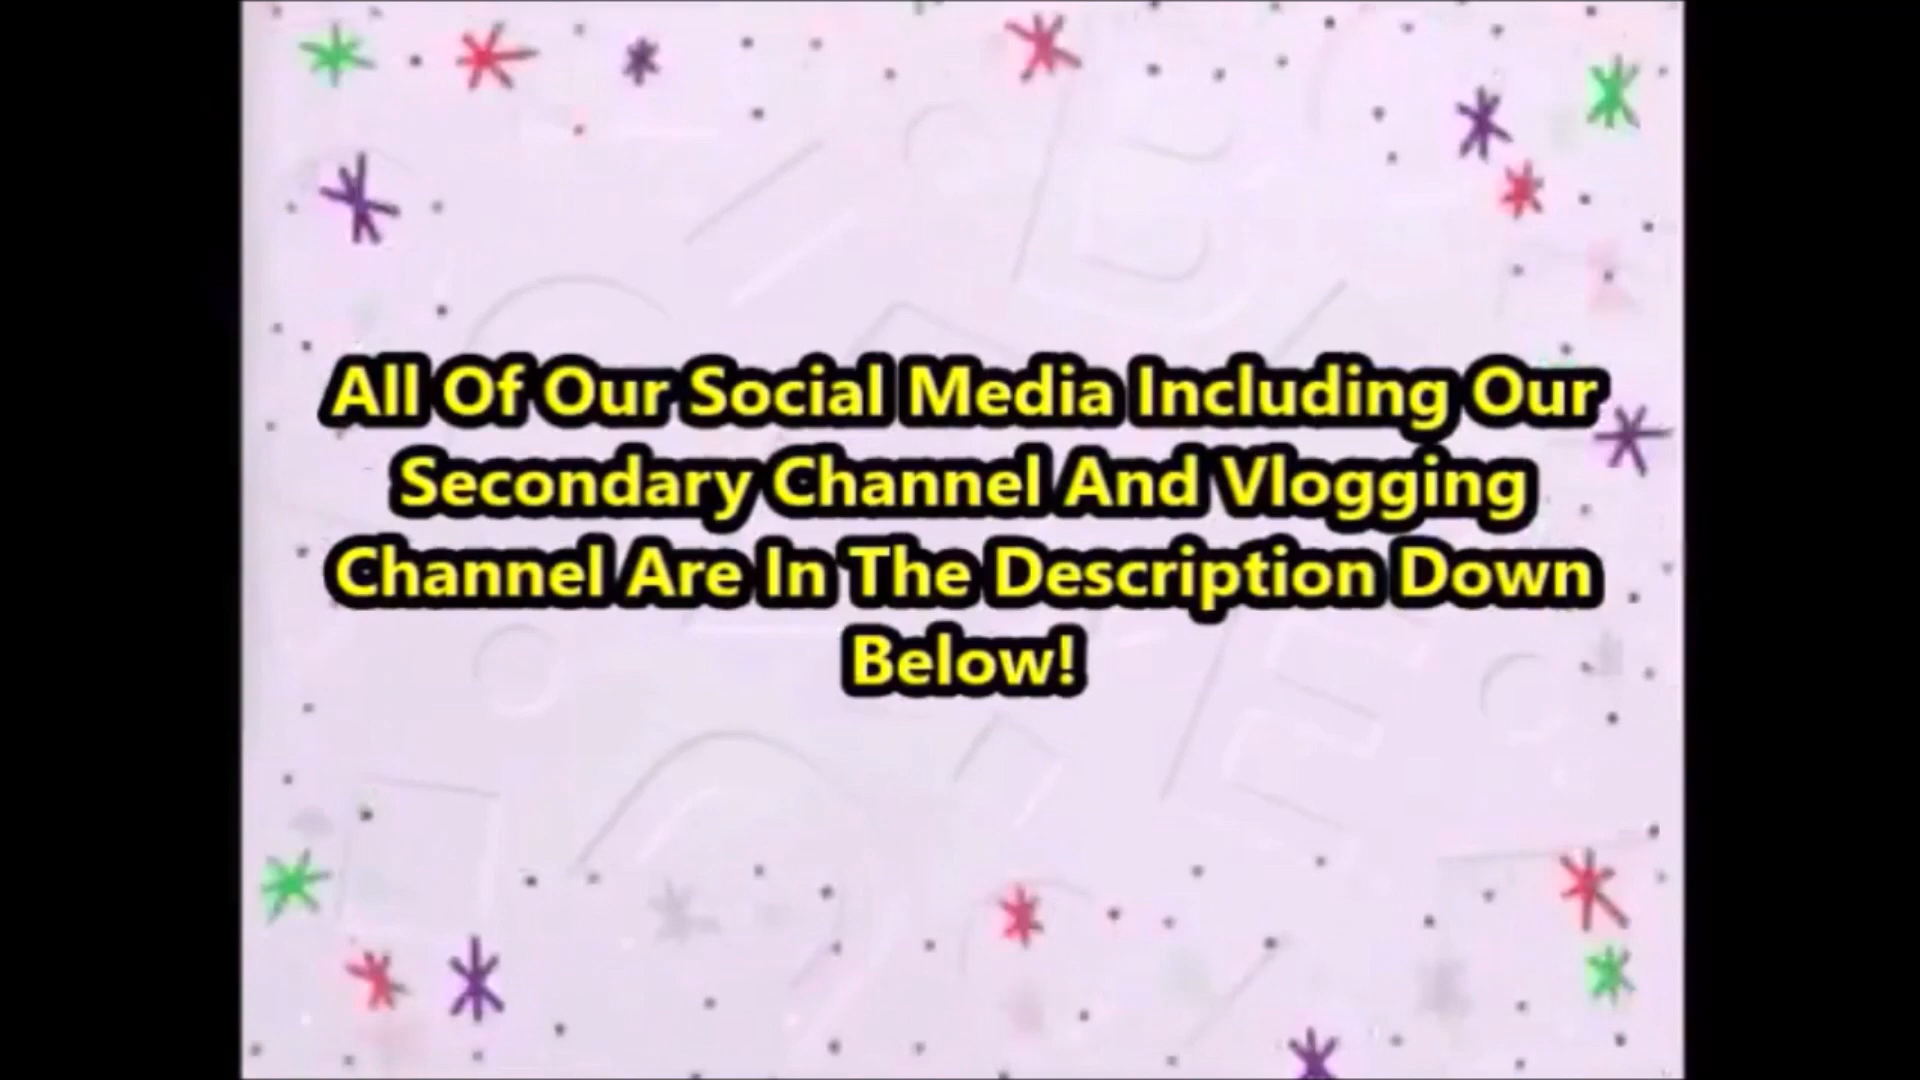 All Of Our Social Media Including Our
Secondary Channel And Vlogging
Channel Are In The Description Down
Below!